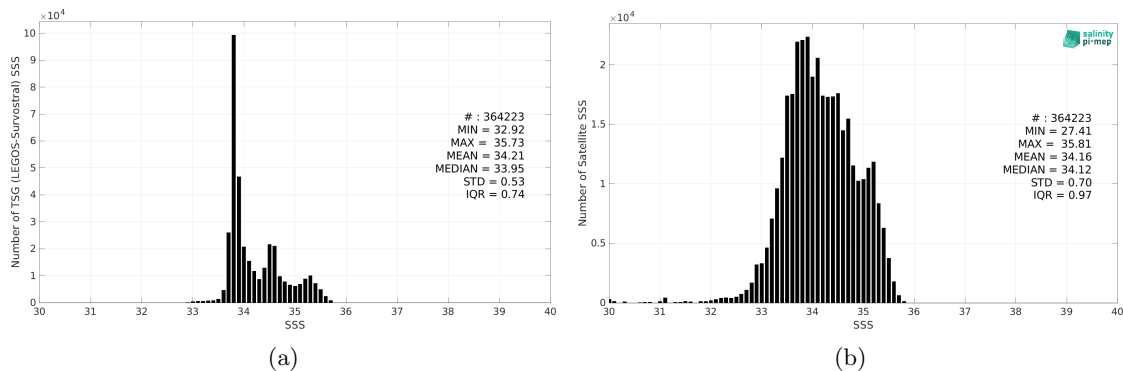 ×10⁴
10
9
8
7
6
5
4
3
2
1
0
Number of TSG (LEGOS-Survostral) SSS
# : 364223
MIN = 32.92
MAX = 35.73
MEAN = 34.21
MEDIAN = 33.95
STD = 0.53
IQR = 0.74
30 31 32 33 34 35 36 37 38 39 40
SSS
(a)
×10⁴
2
1.5
1
0.5
0
Number of Satellite SSS
salinity
pi-mep
# : 364223
MIN = 27.41
MAX = 35.81
MEAN = 34.16
MEDIAN = 34.12
STD = 0.70
IQR = 0.97
30 31 32 33 34 35 36 37 38 39 40
SSS
(b)